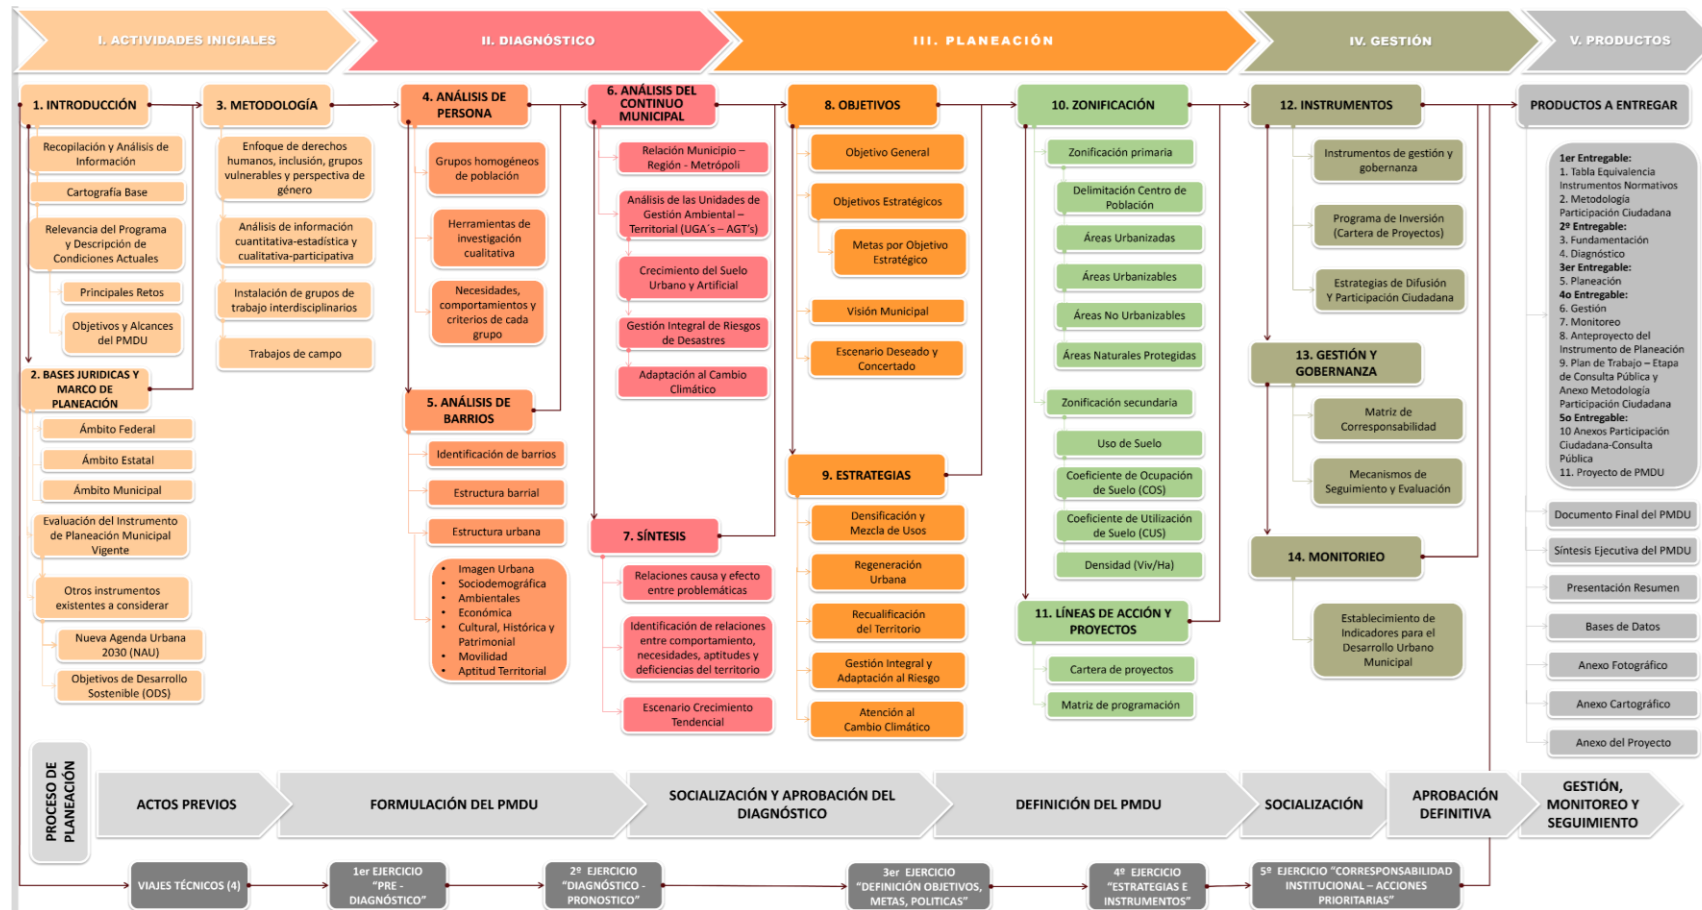 I. ACTIVIDADES INICIALES
II. DIAGNÓSTICO
III. PLANEACIÓN
IV. GESTIÓN
V. PRODUCTOS
1. INTRODUCCIÓN
Recopilación y Análisis de
Información
Cartografía Base
Relevancia del Programa
y Descripción de
Condiciones Actuales
Principales Retos
Objetivos y Alcances
del PMDU
2. BASES JURIDICAS Y
MARCO DE
PLANEACIÓN
Ámbito Federal
Ámbito Estatal
Ámbito Municipal
Evaluación del Instrumento
de Planeación Municipal
Vigente
Otros instrumentos
existentes a considerar
Nueva Agenda Urbana
2030 (NAU)
Objetivos de Desarrollo
Sostenible (ODS)
3. METODOLOGÍA
Enfoque de derechos
humanos, inclusión, grupos
vulnerables y perspectiva de
género
Análisis de información
cuantitativa-estadística y
cualitativa-participativa
Instalación de grupos de
trabajo interdisciplinarios
Trabajos de campo
4. ANÁLISIS DE
PERSONA
Grupos homogéneos
de población
Herramientas de
investigación
cualitativa
Necesidades,
comportamientos y
criterios de cada
grupo
5. ANÁLISIS DE
BARRIOS
Identificación de barrios
Estructura barrial
Estructura urbana
• Imagen Urbana
• Sociodemográfica
• Ambientales
• Económica
• Cultural, Histórica y
Patrimonial
• Movilidad
• Aptitud Territorial
6. ANÁLISIS DEL
CONTINUO
MUNICIPAL
Relación Municipio –
Región - Metrópoli
Análisis de las Unidades de
Gestión Ambiental –
Territorial (UGA´s – AGT’s)
Crecimiento del Suelo
Urbano y Artificial
Gestión Integral de Riesgos
de Desastres
Adaptación al Cambio
Climático
7. SÍNTESIS
Relaciones causa y efecto
entre problemáticas
Identificación de relaciones
entre comportamiento,
necesidades, aptitudes y
deficiencias del territorio
Escenario Crecimiento
Tendencial
8. OBJETIVOS
Objetivo General
Objetivos Estratégicos
Metas por Objetivo
Estratégico
Visión Municipal
Escenario Deseado y
Concertado
9. ESTRATEGIAS
Densificación y
Mezcla de Usos
Regeneración
Urbana
Recualificación
del Territorio
Gestión Integral y
Adaptación al Riesgo
Atención al
Cambio Climático
10. ZONIFICACIÓN
Zonificación primaria
Delimitación Centro de
Población
Áreas Urbanizadas
Áreas Urbanizables
Áreas No Urbanizables
Áreas Naturales Protegidas
Zonificación secundaria
Uso de Suelo
Coeficiente de Ocupación
de Suelo (COS)
Coeficiente de Utilización
de Suelo (CUS)
Densidad (Viv/Ha)
11. LÍNEAS DE ACCIÓN Y
PROYECTOS
Cartera de proyectos
Matriz de programación
12. INSTRUMENTOS
Instrumentos de gestión y
gobernanza
Programa de Inversión
(Cartera de Proyectos)
Estrategias de Difusión
Y Participación Ciudadana
13. GESTIÓN Y
GOBERNANZA
Matriz de
Corresponsabilidad
Mecanismos de
Seguimiento y Evaluación
14. MONITORIEO
Establecimiento de
Indicadores para el
Desarrollo Urbano
Municipal
PRODUCTOS A ENTREGAR
1er Entregable:
1. Tabla Equivalencia
Instrumentos Normativos
2. Metodología
Participación Ciudadana
2º Entregable:
3. Fundamentación
4. Diagnóstico
3er Entregable:
5. Planeación
4o Entregable:
6. Gestión
7. Monitoreo
8. Anteproyecto del
Instrumento de Planeación
9. Plan de Trabajo – Etapa
de Consulta Pública y
Anexo Metodología
Participación Ciudadana
5o Entregable:
10 Anexos Participación
Ciudadana-Consulta
Pública
11. Proyecto de PMDU
Documento Final del PMDU
Síntesis Ejecutiva del PMDU
Presentación Resumen
Bases de Datos
Anexo Fotográfico
Anexo Cartográfico
Anexo del Proyecto
PROCESO DE
PLANEACIÓN
ACTOS PREVIOS
FORMULACIÓN DEL PMDU
SOCIALIZACIÓN Y APROBACIÓN DEL
DIAGNÓSTICO
DEFINICIÓN DEL PMDU
SOCIALIZACIÓN
APROBACIÓN
DEFINITIVA
GESTIÓN,
MONITOREO Y
SEGUIMIENTO
VIAJES TÉCNICOS (4)
1er EJERCICIO
“PRE -
DIAGNÓSTICO”
2º EJERCICIO
“DIAGNÓSTICO -
PRONOSTICO”
3er EJERCICIO
“DEFINICIÓN OBJETIVOS,
METAS, POLITICAS”
4º EJERCICIO
“ESTRATEGIAS E
INSTRUMENTOS”
5º EJERCICIO “CORRESPONSABILIDAD
INSTITUCIONAL – ACCIONES
PRIORITARIAS”